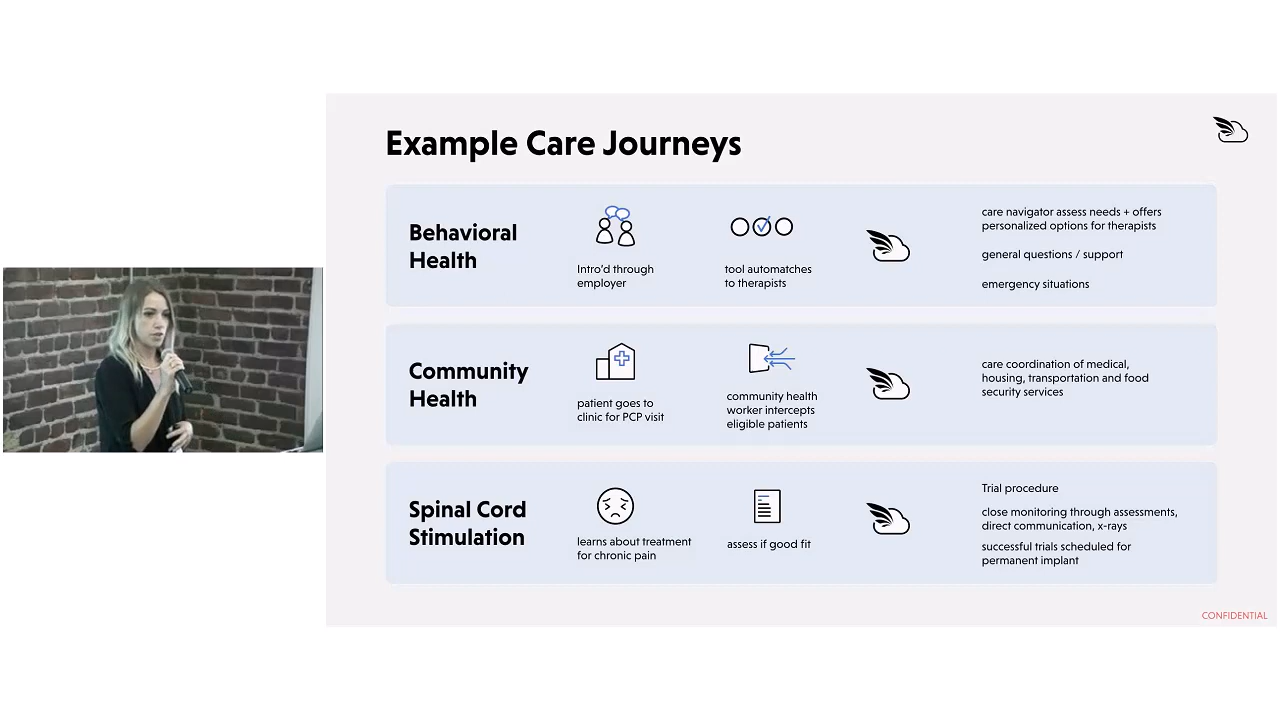 Example Care Journeys
Behavioral
Health
Intro'd through
employer
tool automatches
to therapists
care navigator assess needs + offers
personalized options for therapists
general questions / support
emergency situations
Community
Health
patient goes to
clinic for PCP visit
community health
worker intercepts
eligible patients
care coordination of medical,
housing, transportation and food
security services
Spinal Cord
Stimulation
learns about treatment
for chronic pain
assess if good fit
Trial procedure
close monitoring through assessments,
direct communication, x-rays
successful trials scheduled for
permanent implant
CONFIDENTIAL